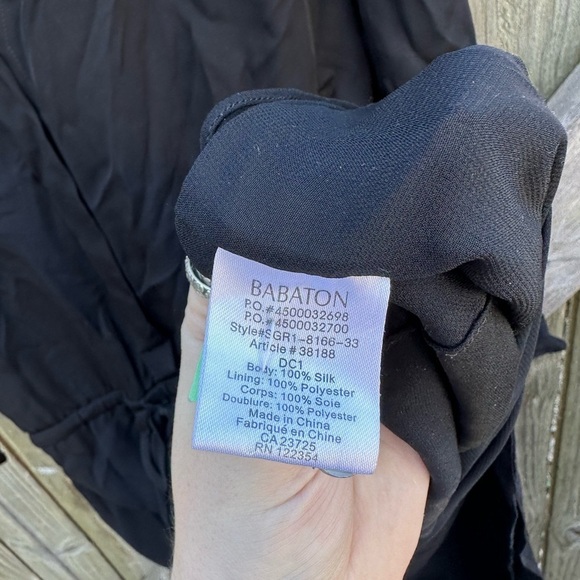 BABATON
P.O.#4500032698
P.O.#4500032700
Style#SGR1-8166-33
Article # 38188
DC1
Body: 100% Silk
Lining: 100% Polyester
Corps: 100% Soie
Doublure: 100% Polyester
Made in China
Fabriqué en Chine
CA 23725
RN 122354